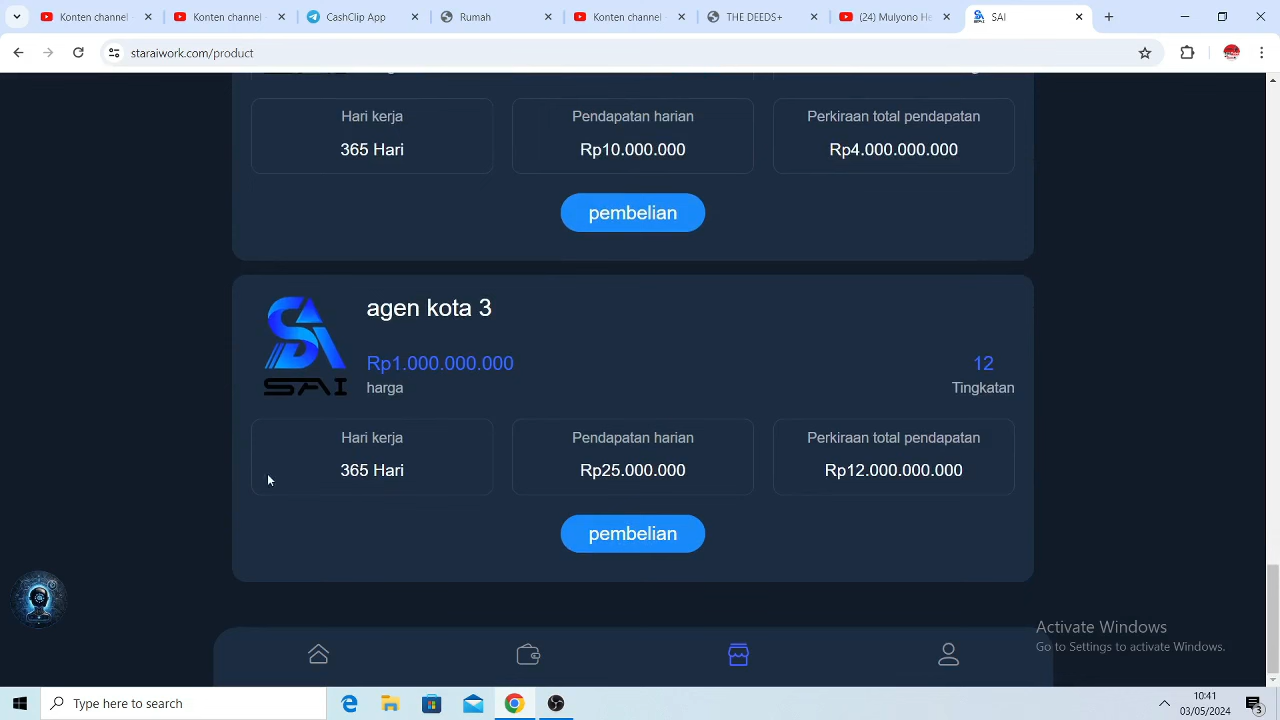 Konten channel
Konten channel
CashClip App
Rumah
Konten channel
THE EEDS+
(24) Mulyono He
SAI
staraiwork.com/product
Hari kerja
365 Hari
Pendapatan harian
Rp10.000.000
Perkiraan total pendapatan
Rp4.000.000.000
pembelian
SAI
agen kota 3
Rp1.000.000.000
harga
12
Tingkatan
Hari kerja
365 Hari
Pendapatan harian
Rp25.000.000
Perkiraan total pendapatan
Rp12.000.000.000
pembelian
Activate Windows
Go to Settings to activate Windows.
Type here to search
10:41
03/05/2024
3